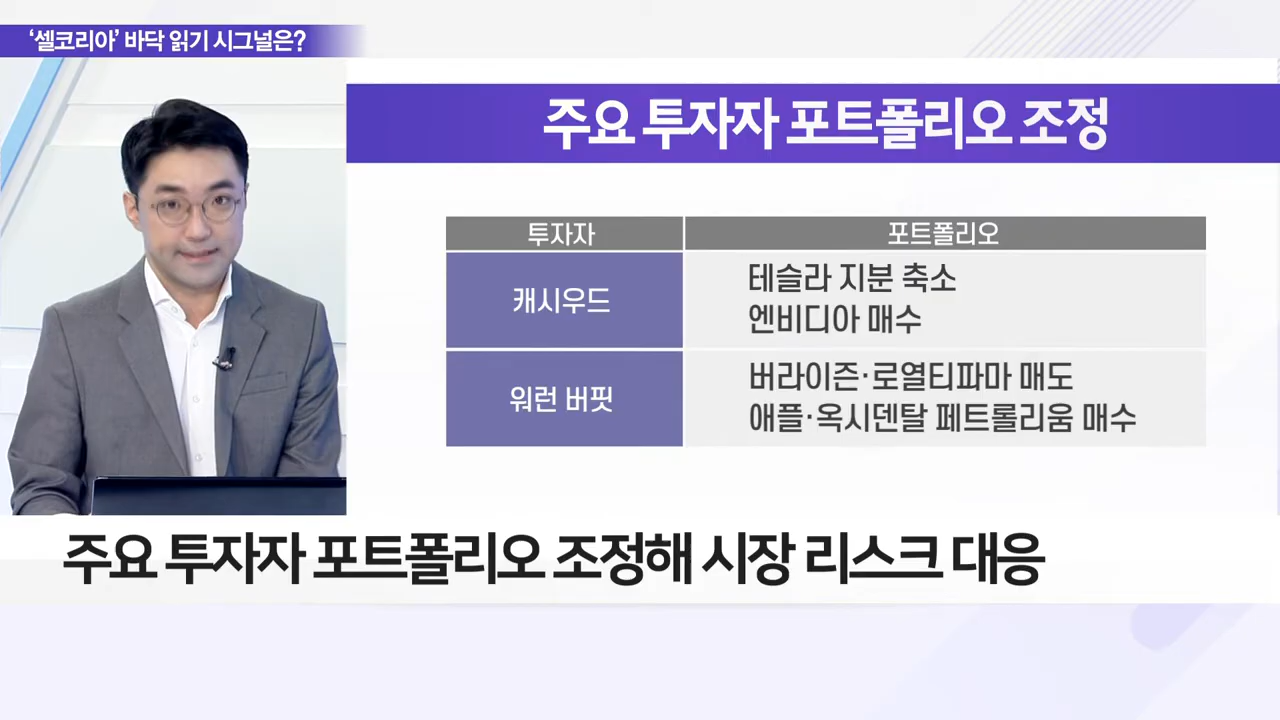 ‘셀코리아’ 바닥 읽기 시그널은?
주요 투자자 포트폴리오 조정
투자자
포트폴리오
캐시우드
테슬라 지분 축소
엔비디아 매수
워런 버핏
버라이즌·로열티파마 매도
애플·옥시덴탈 페트롤리움 매수
주요 투자자 포트폴리오 조정해 시장 리스크 대응